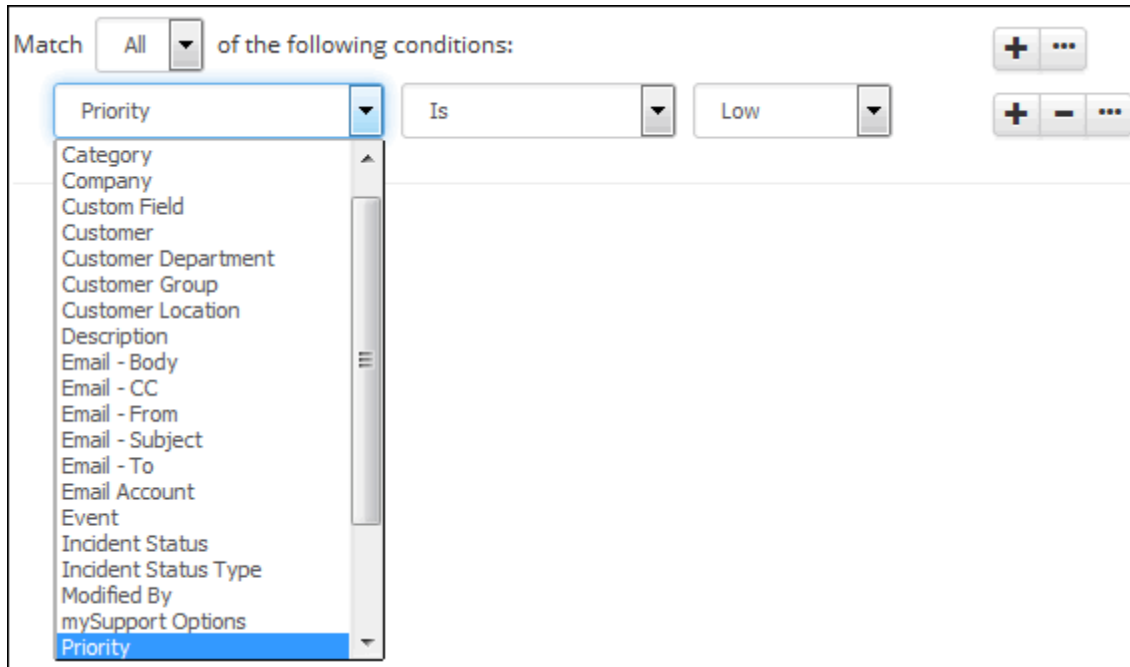 Match All of the following conditions:
Priority Is Low
Category
Company
Custom Field
Customer
Customer Department
Customer Group
Customer Location
Description
Email - Body
Email - CC
Email - From
Email - Subject
Email - To
Email Account
Event
Incident Status
Incident Status Type
Modified By
mySupport Options
Priority